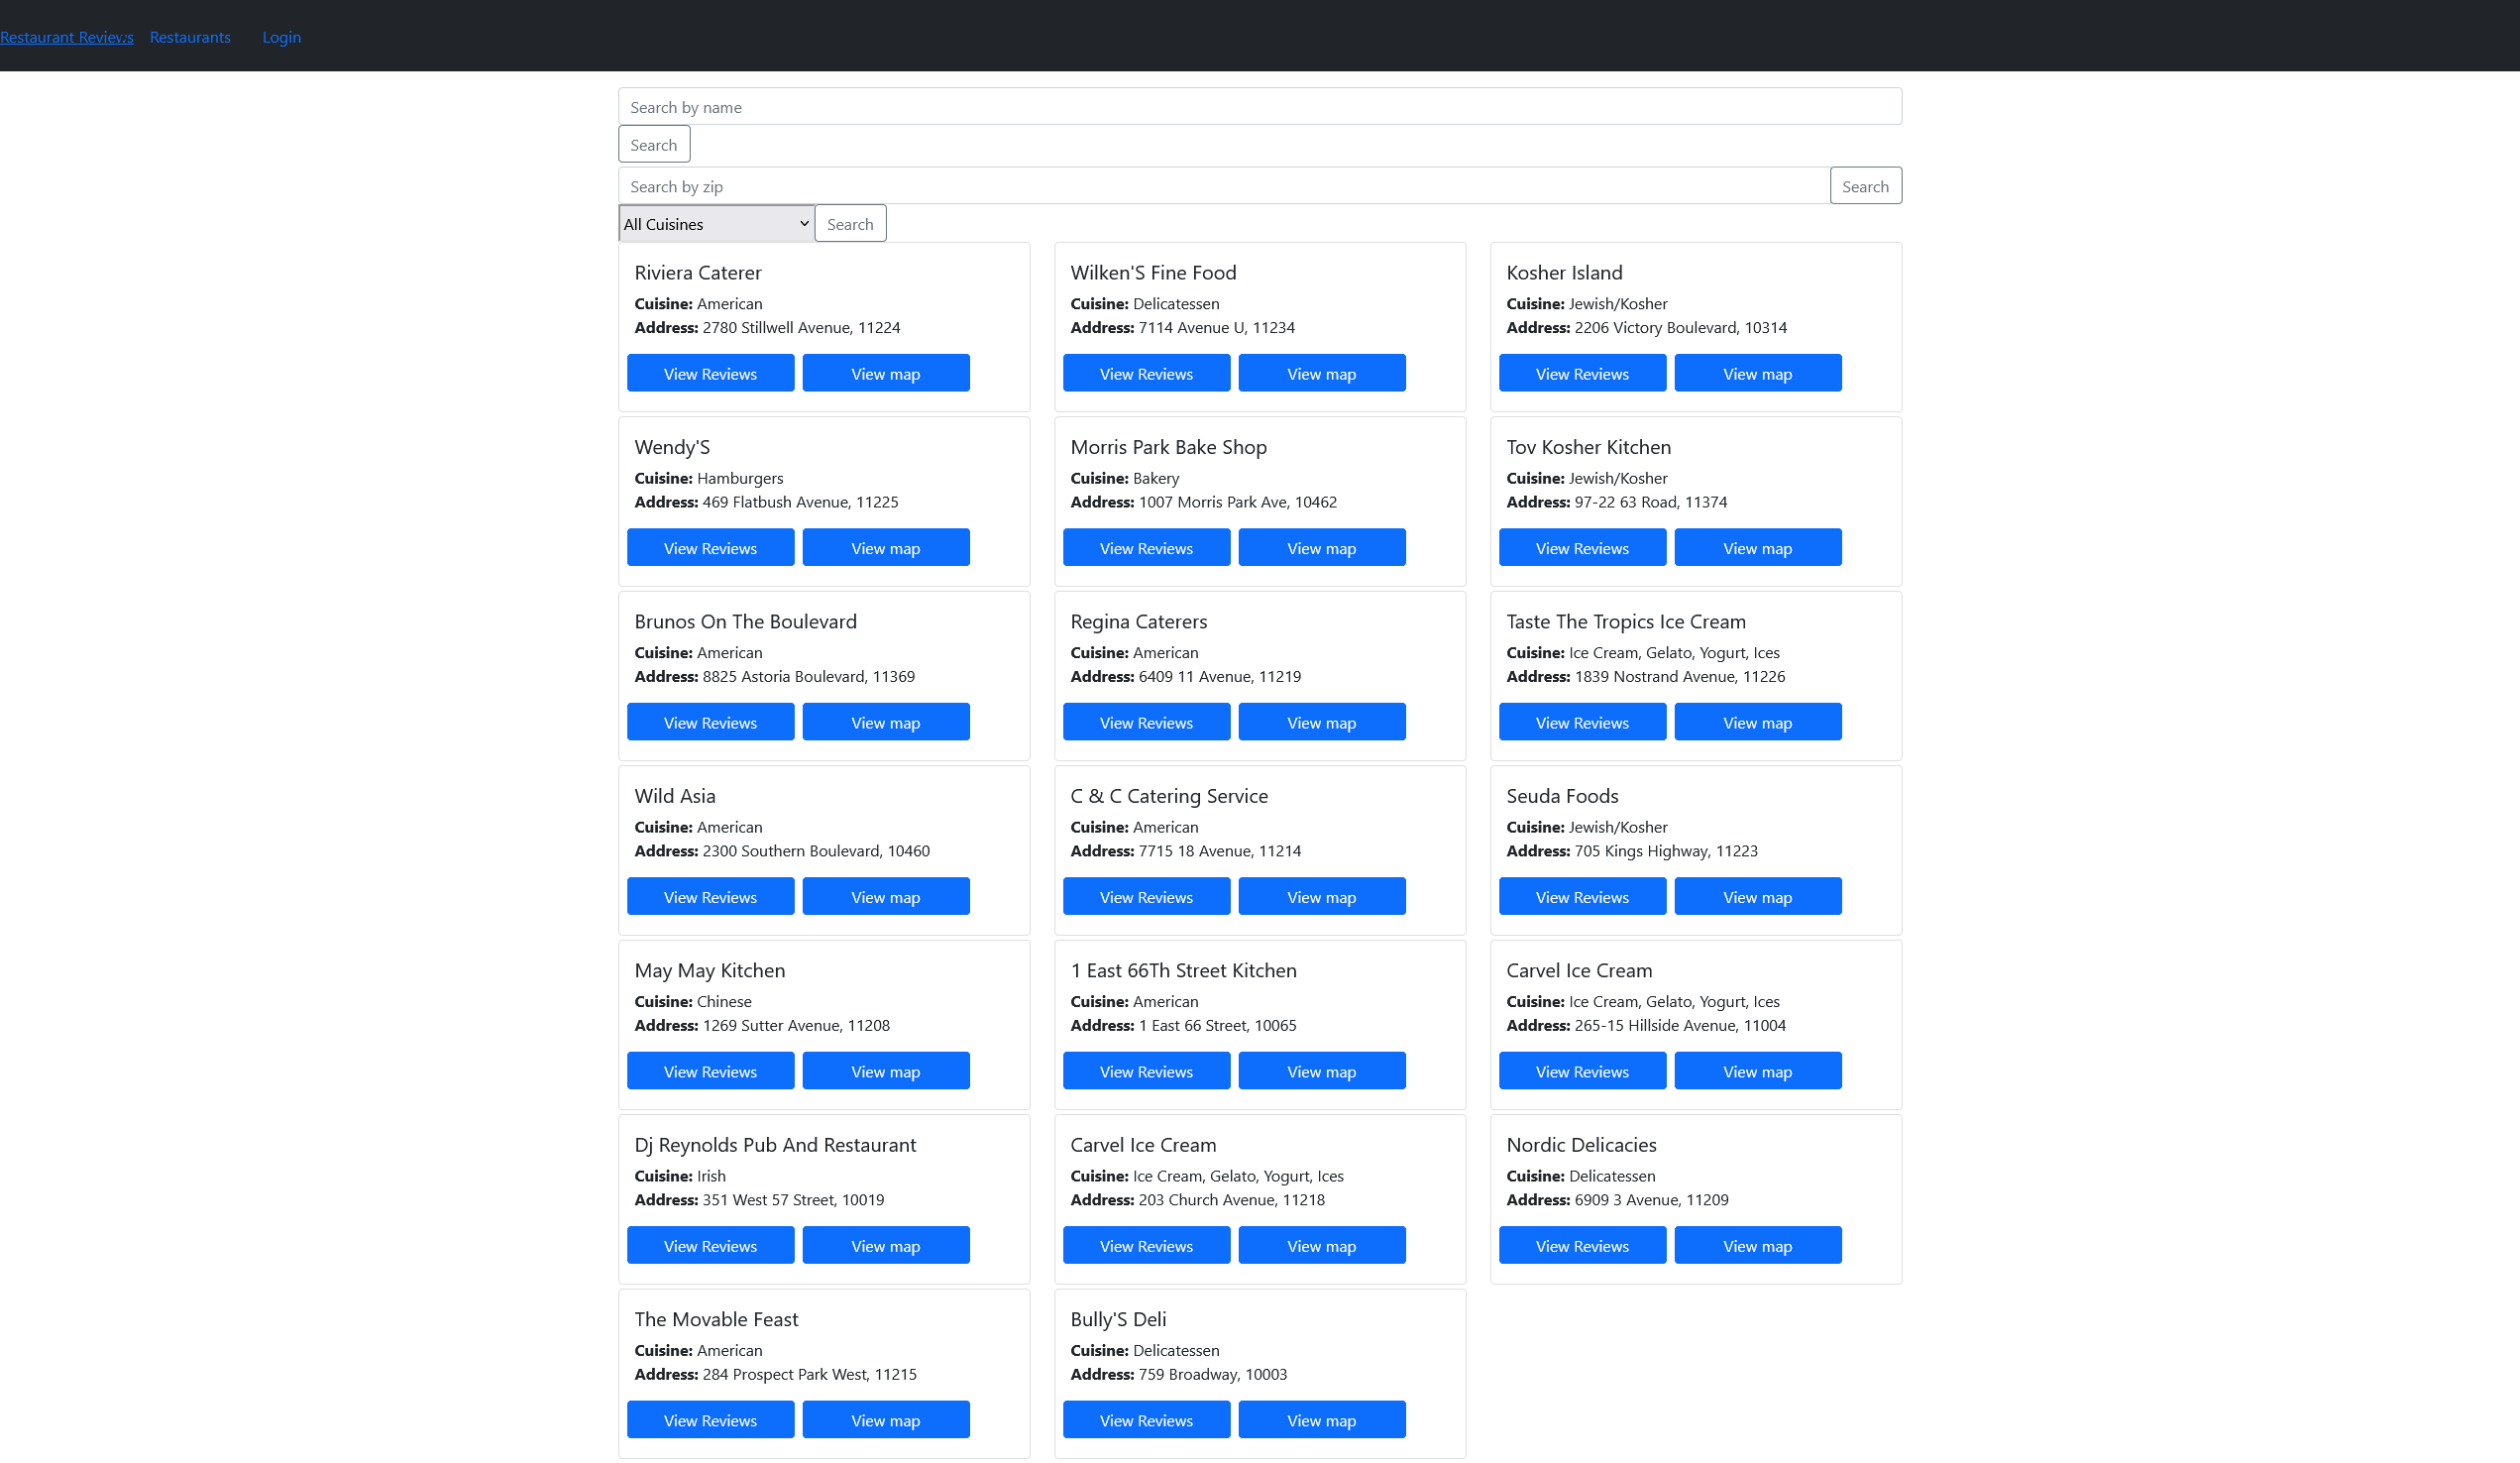 Restaurant Reviews Restaurants Login
Search by name
Search
Search by zip Search
All Cuisines Search
Riviera Caterer
Cuisine: American
Address: 2780 Stillwell Avenue, 11224
View Reviews View map
Wilken'S Fine Food
Cuisine: Delicatessen
Address: 7114 Avenue U, 11234
View Reviews View map
Kosher Island
Cuisine: Jewish/Kosher
Address: 2206 Victory Boulevard, 10314
View Reviews View map
Wendy'S
Cuisine: Hamburgers
Address: 469 Flatbush Avenue, 11225
View Reviews View map
Morris Park Bake Shop
Cuisine: Bakery
Address: 1007 Morris Park Ave, 10462
View Reviews View map
Tov Kosher Kitchen
Cuisine: Jewish/Kosher
Address: 97-22 63 Road, 11374
View Reviews View map
Brunos On The Boulevard
Cuisine: American
Address: 8825 Astoria Boulevard, 11369
View Reviews View map
Regina Caterers
Cuisine: American
Address: 6409 11 Avenue, 11219
View Reviews View map
Taste The Tropics Ice Cream
Cuisine: Ice Cream, Gelato, Yogurt, Ices
Address: 1839 Nostrand Avenue, 11226
View Reviews View map
Wild Asia
Cuisine: American
Address: 2300 Southern Boulevard, 10460
View Reviews View map
C & C Catering Service
Cuisine: American
Address: 7715 18 Avenue, 11214
View Reviews View map
Seuda Foods
Cuisine: Jewish/Kosher
Address: 705 Kings Highway, 11223
View Reviews View map
May May Kitchen
Cuisine: Chinese
Address: 1269 Sutter Avenue, 11208
View Reviews View map
1 East 66Th Street Kitchen
Cuisine: American
Address: 1 East 66 Street, 10065
View Reviews View map
Carvel Ice Cream
Cuisine: Ice Cream, Gelato, Yogurt, Ices
Address: 265-15 Hillside Avenue, 11004
View Reviews View map
Dj Reynolds Pub And Restaurant
Cuisine: Irish
Address: 351 West 57 Street, 10019
View Reviews View map
Carvel Ice Cream
Cuisine: Ice Cream, Gelato, Yogurt, Ices
Address: 203 Church Avenue, 11218
View Reviews View map
Nordic Delicacies
Cuisine: Delicatessen
Address: 6909 3 Avenue, 11209
View Reviews View map
The Movable Feast
Cuisine: American
Address: 284 Prospect Park West, 11215
View Reviews View map
Bully'S Deli
Cuisine: Delicatessen
Address: 759 Broadway, 10003
View Reviews View map